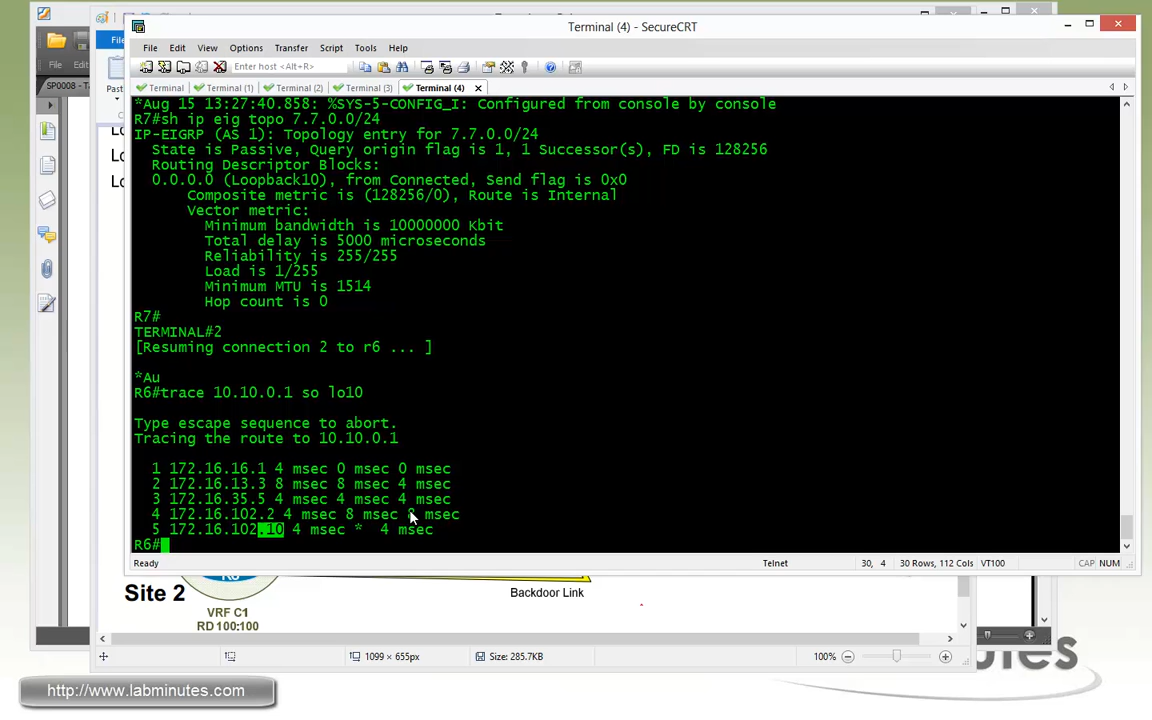 Terminal (4) - SecureCRT
File Edit View Options Transfer Script Tools Help
Enter host <Alt+R>
Terminal Terminal (1) Terminal (2) Terminal (3) Terminal (4)
File
File Edi
SP0008 - T
Past
Lo
Lo
*Aug 15 13:27:40.858: %SYS-5-CONFIG_I: Configured from console by console
R7#sh ip eig topo 7.7.0.0/24
IP-EIGRP (AS 1): Topology entry for 7.7.0.0/24
State is Passive, Query origin flag is 1, 1 Successor(s), FD is 128256
Routing Descriptor Blocks:
0.0.0.0 (Loopback10), from Connected, Send flag is 0x0
Composite metric is (128256/0), Route is Internal
Vector metric:
Minimum bandwidth is 10000000 Kbit
Total delay is 5000 microseconds
Reliability is 255/255
Load is 1/255
Minimum MTU is 1514
Hop count is 0
R7#
TERMINAL#2
[Resuming connection 2 to r6 ... ]
*Au
R6#trace 10.10.0.1 so lo10
Type escape sequence to abort.
Tracing the route to 10.10.0.1
1 172.16.16.1 4 msec 0 msec 0 msec
2 172.16.13.3 8 msec 8 msec 4 msec
3 172.16.35.5 4 msec 4 msec 4 msec
4 172.16.102.2 4 msec 8 msec 8 msec
5 172.16.102.10 4 msec * 4 msec
R6#
Ready Telnet 30, 4 30 Rows, 112 Cols VT100 CAP NUM
Site 2
Backdoor Link
VRF C1
RD 100:100
1099 × 655px Size: 285.7KB 100%
http://www.labminutes.com